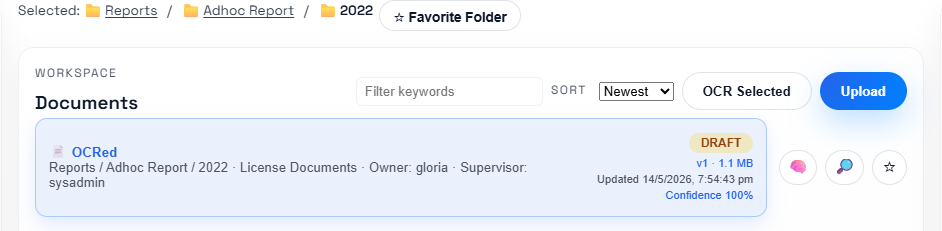 Selected: Reports / Adhoc Report / 2022 ☆ Favorite Folder
WORKSPACE
Documents
Filter keywords SORT Newest OCR Selected Upload
OCRed
Reports / Adhoc Report / 2022 · License Documents · Owner: gloria · Supervisor:
sysadmin
DRAFT
v1 · 1.1 MB
Updated 14/5/2026, 7:54:43 pm
Confidence 100%